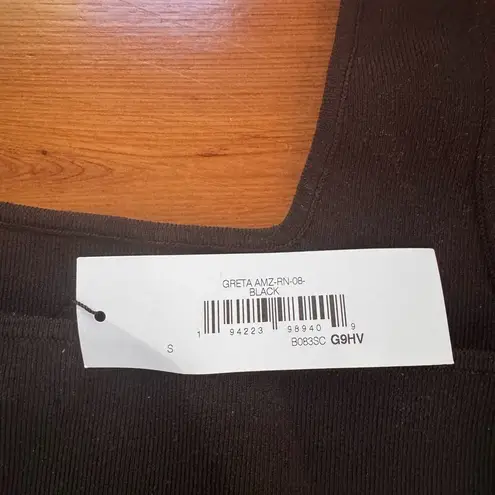 GRETA AMZ-RN-08-
BLACK
1 94223 98940 9
S B083SC G9HV